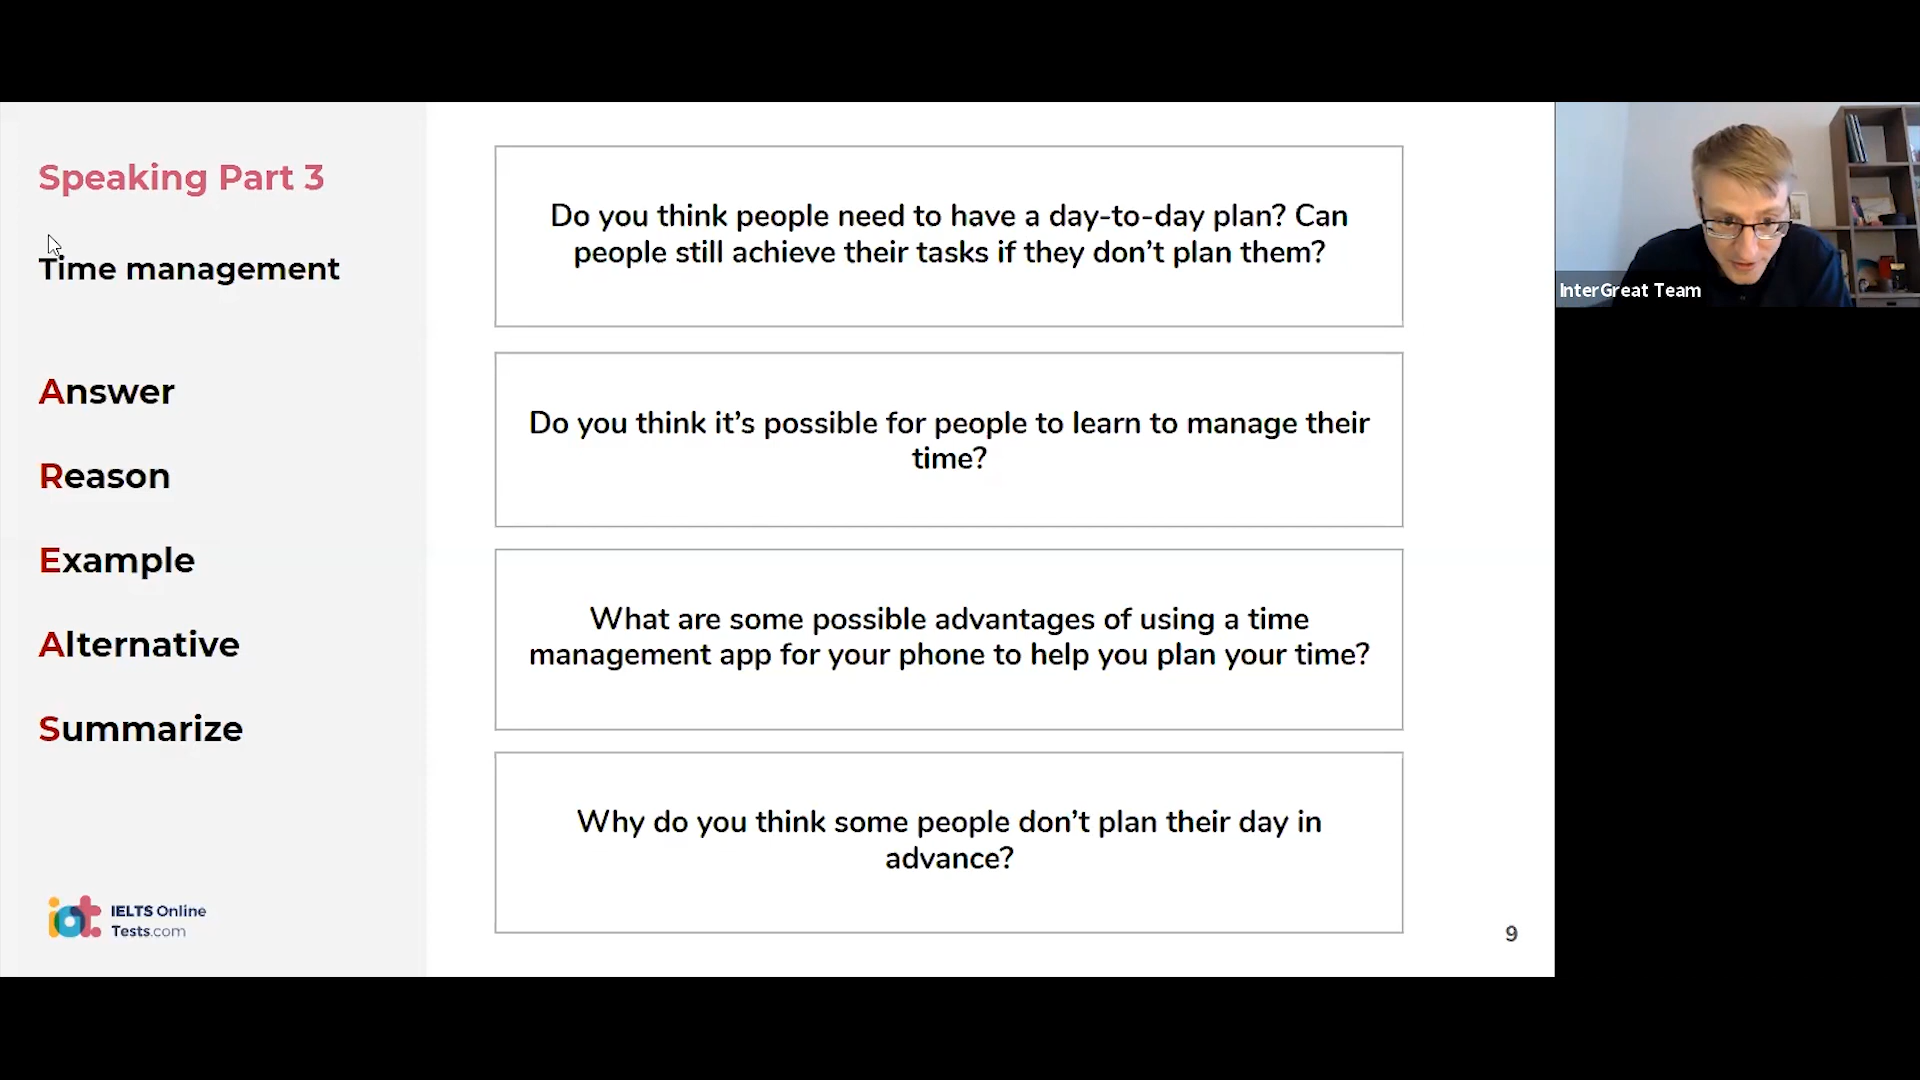 Speaking Part 3
Time management
Answer
Reason
Example
Alternative
Summarize
iot IELTS Online
Tests.com
Do you think people need to have a day-to-day plan? Can
people still achieve their tasks if they don’t plan them?
Do you think it’s possible for people to learn to manage their
time?
What are some possible advantages of using a time
management app for your phone to help you plan your time?
Why do you think some people don’t plan their day in
advance?
9
InterGreat Team